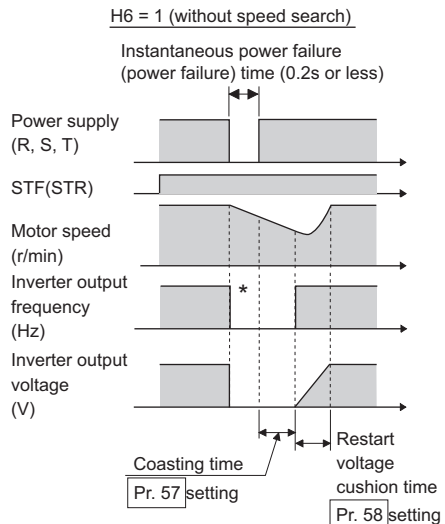 H6 = 1 (without speed search)
Instantaneous power failure
(power failure) time (0.2s or less)
Power supply
(R, S, T)
STF(STR)
Motor speed
(r/min)
Inverter output
frequency
(Hz)
*
Inverter output
voltage
(V)
Coasting time
Pr. 57 setting
Restart
voltage
cushion time
Pr. 58 setting